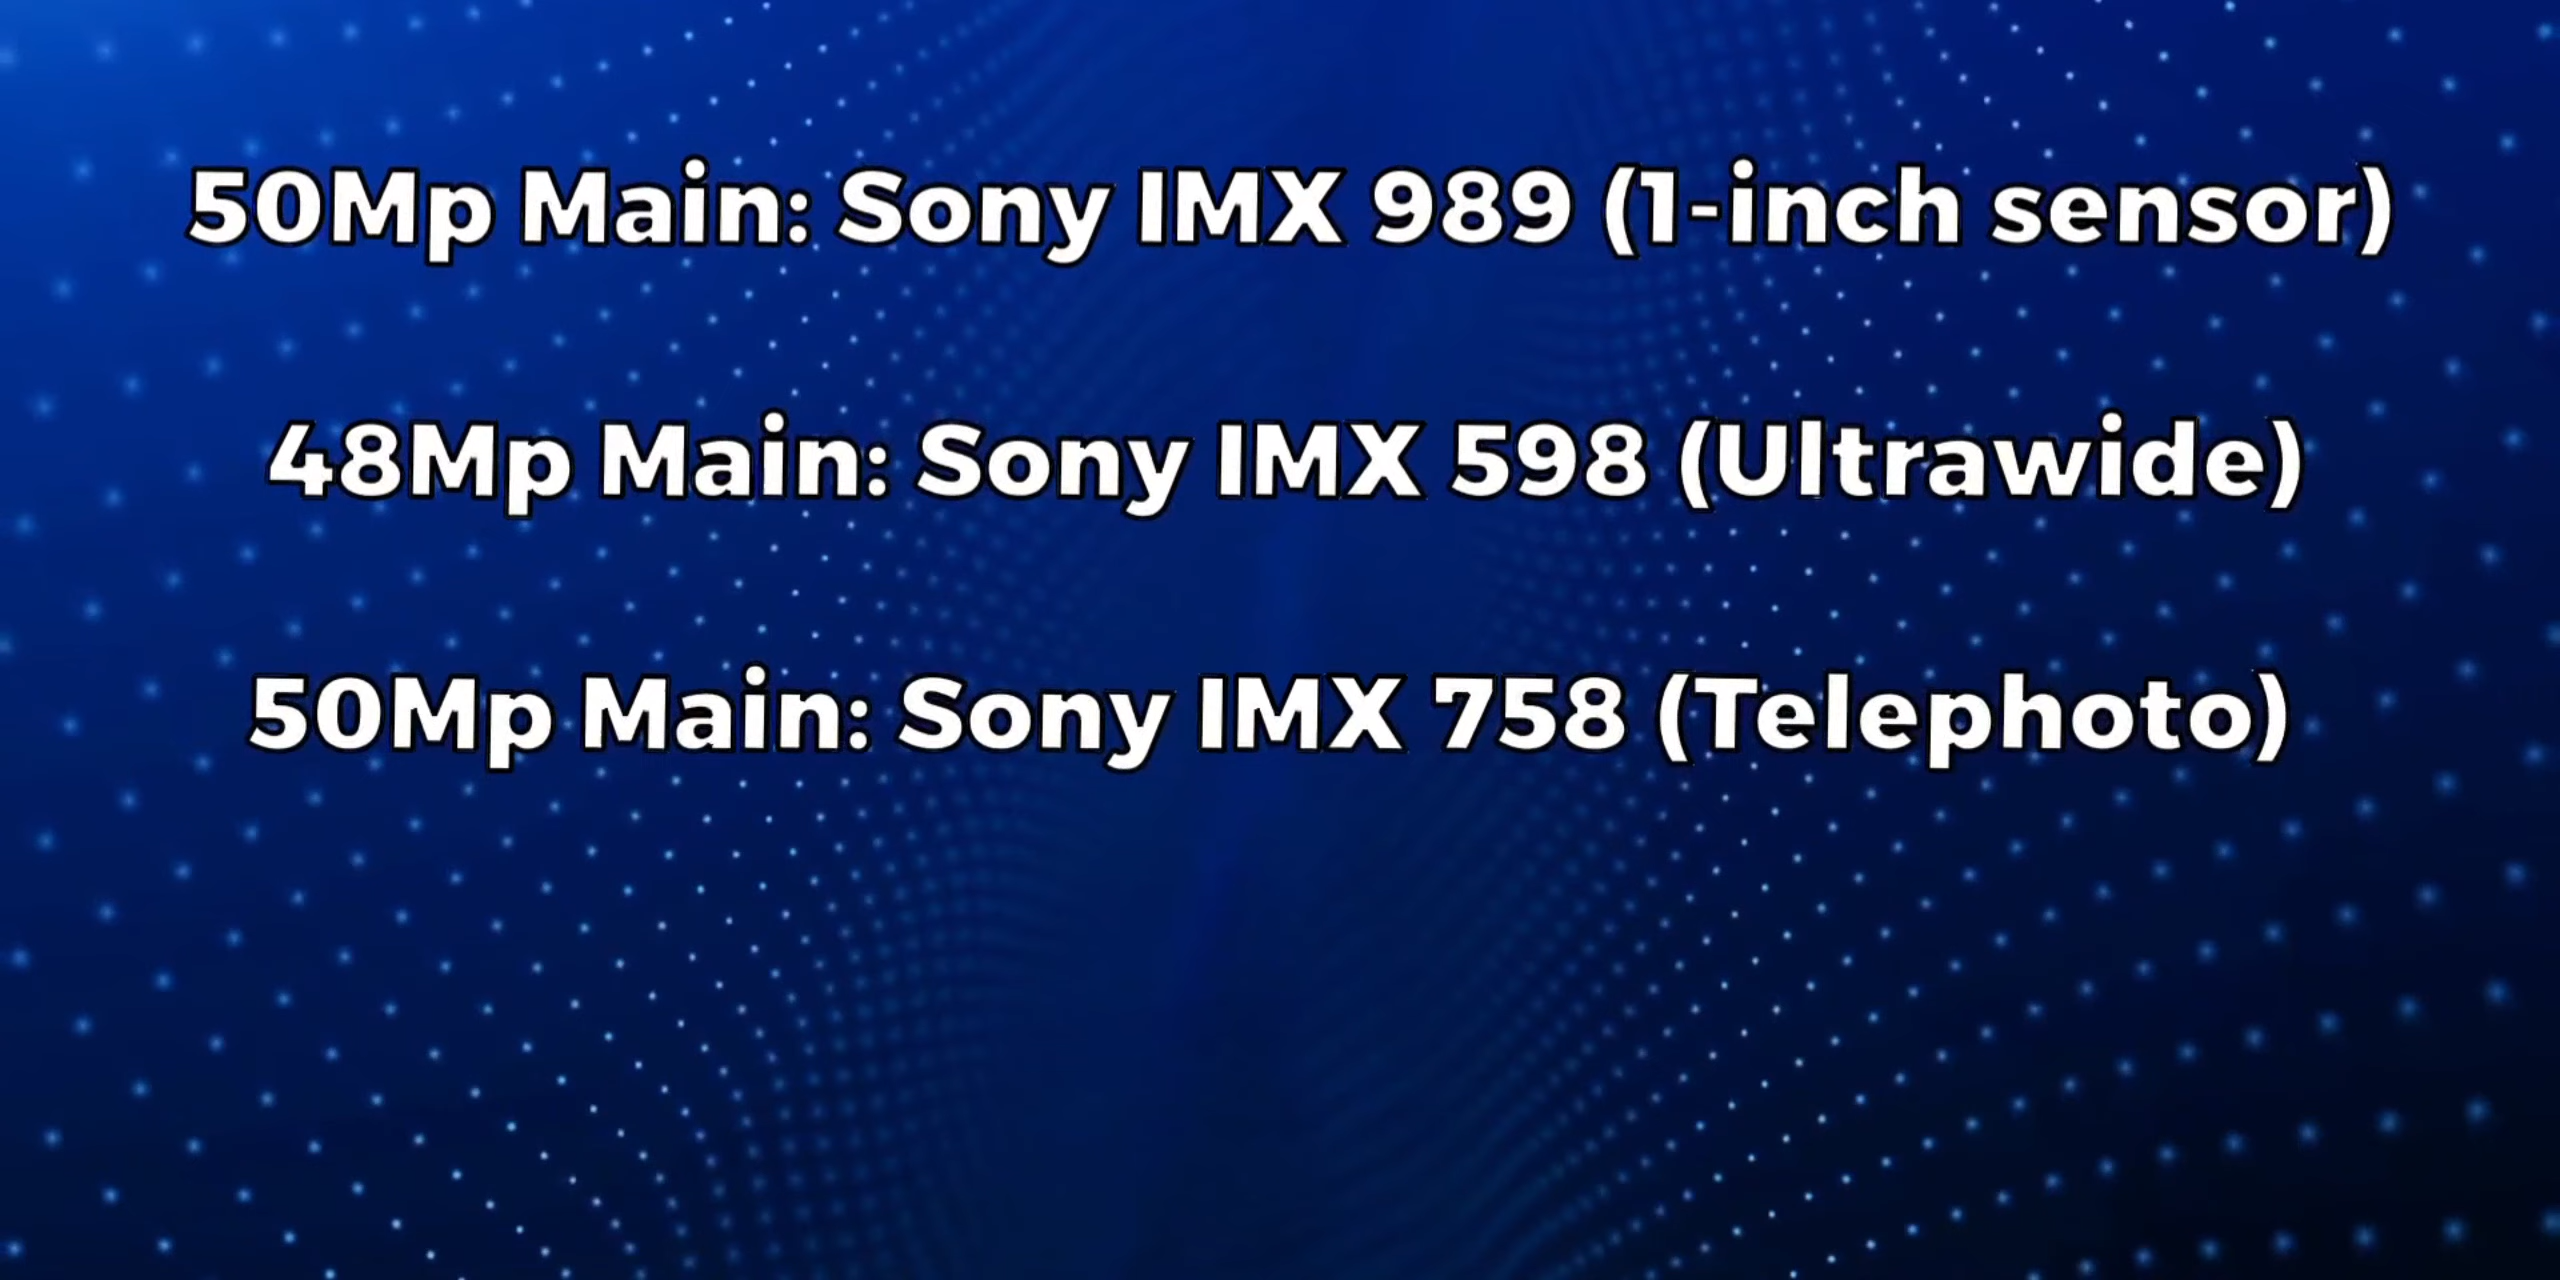 50Mp Main: Sony IMX 989 (1-inch sensor)
48Mp Main: Sony IMX 598 (Ultrawide)
50Mp Main: Sony IMX 758 (Telephoto)